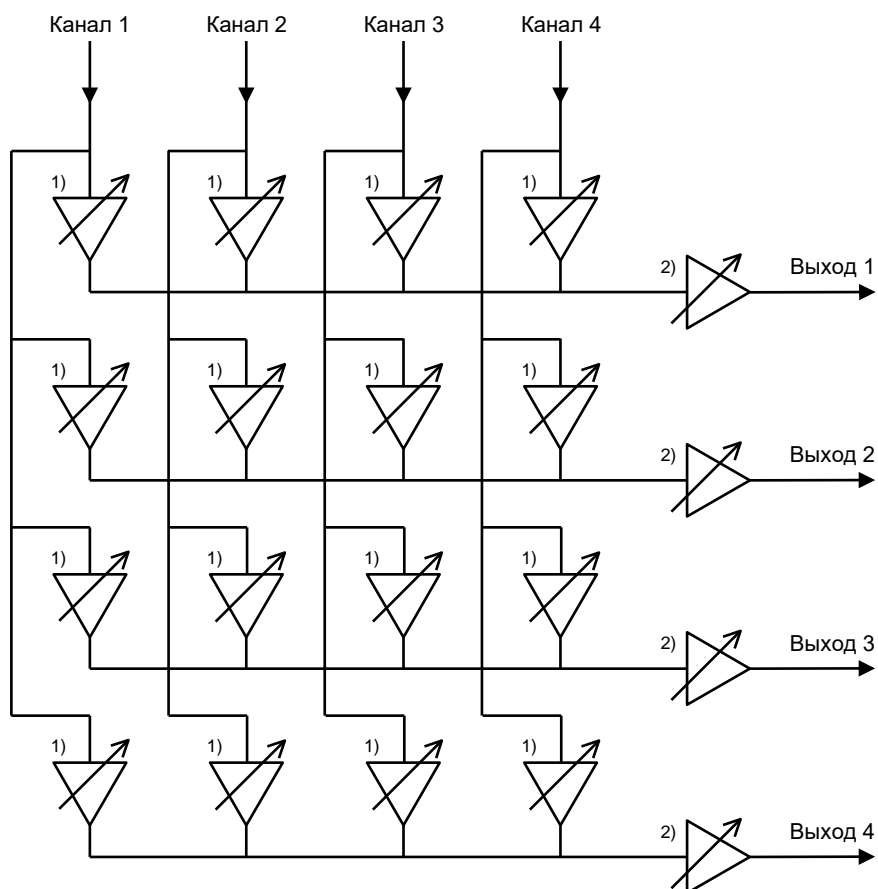 Канал 1 Канал 2 Канал 3 Канал 4
1) 1) 1) 1)
2) Выход 1
1) 1) 1) 1)
2) Выход 2
1) 1) 1) 1)
2) Выход 3
1) 1) 1) 1)
2) Выход 4